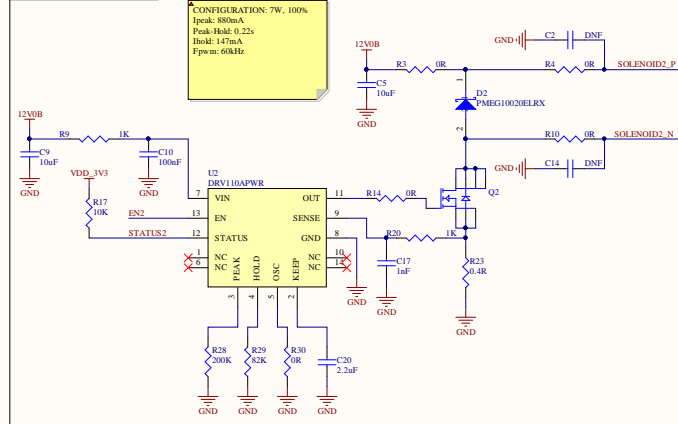 CONFIGURATION: 7W, 100%
Ipeak: 880mA
Peak-Hold: 0.22s
Ihold: 147mA
Fpwm: 60kHz
12V0B
R3
0R
C5
10uF
GND
GND
C2
DNF
R4
0R
SOLENOID2_P
1
D2
PMEG10020ELRX
2
R10
0R
SOLENOID2_N
GND
C14
DNF
12V0B
R9
1K
C9
10uF
GND
C10
100nF
GND
VDD_3V3
R17
10K
EN2
STATUS2
U2
DRV110APWR
7
VIN
13
EN
12
STATUS
1
NC
6
NC
OUT
11
SENSE
9
GND
8
NC
10
NC
14
PEAK
HOLD
OSC
KEEP
3
4
5
2
R14
0R
Q2
R20
1K
C17
1nF
GND
GND
R23
0.4R
GND
R28
200K
GND
R29
82K
GND
R30
0R
GND
C20
2.2uF
GND